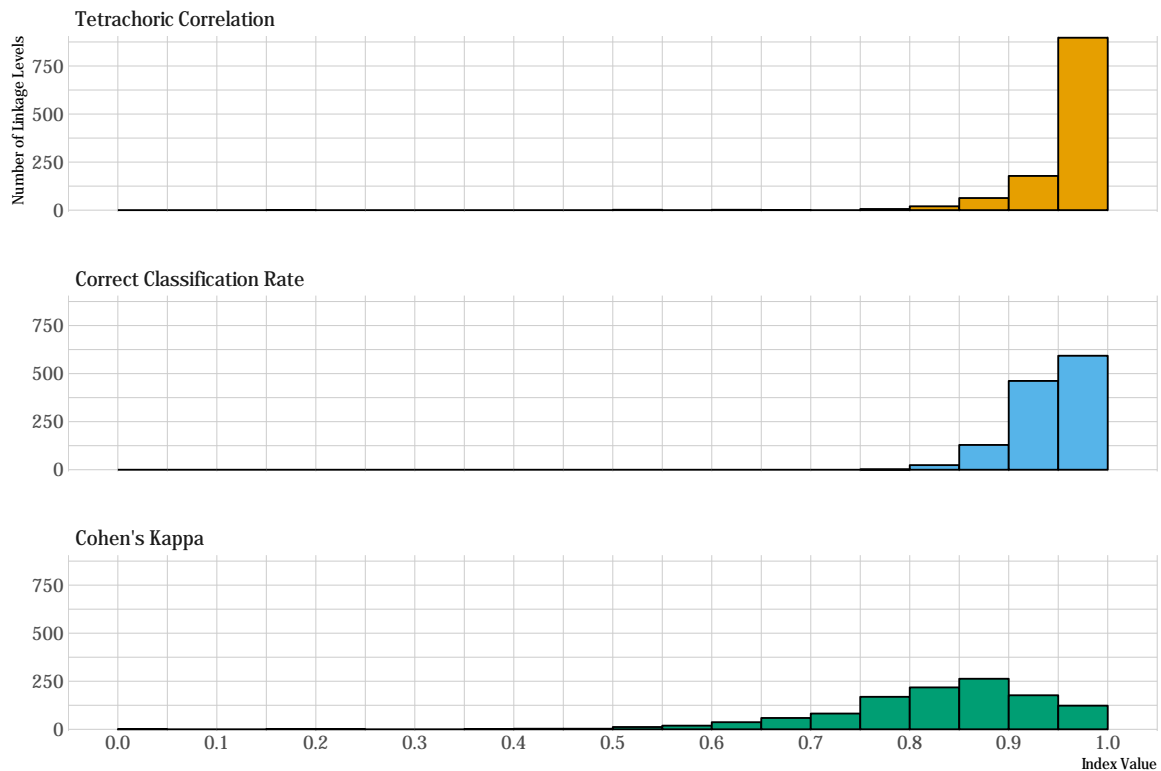 Tetrachoric Correlation
Number of Linkage Levels
750
500
250
0
Correct Classification Rate
750
500
250
0
Cohen's Kappa
750
500
250
0
0.0 0.1 0.2 0.3 0.4 0.5 0.6 0.7 0.8 0.9 1.0
Index Value